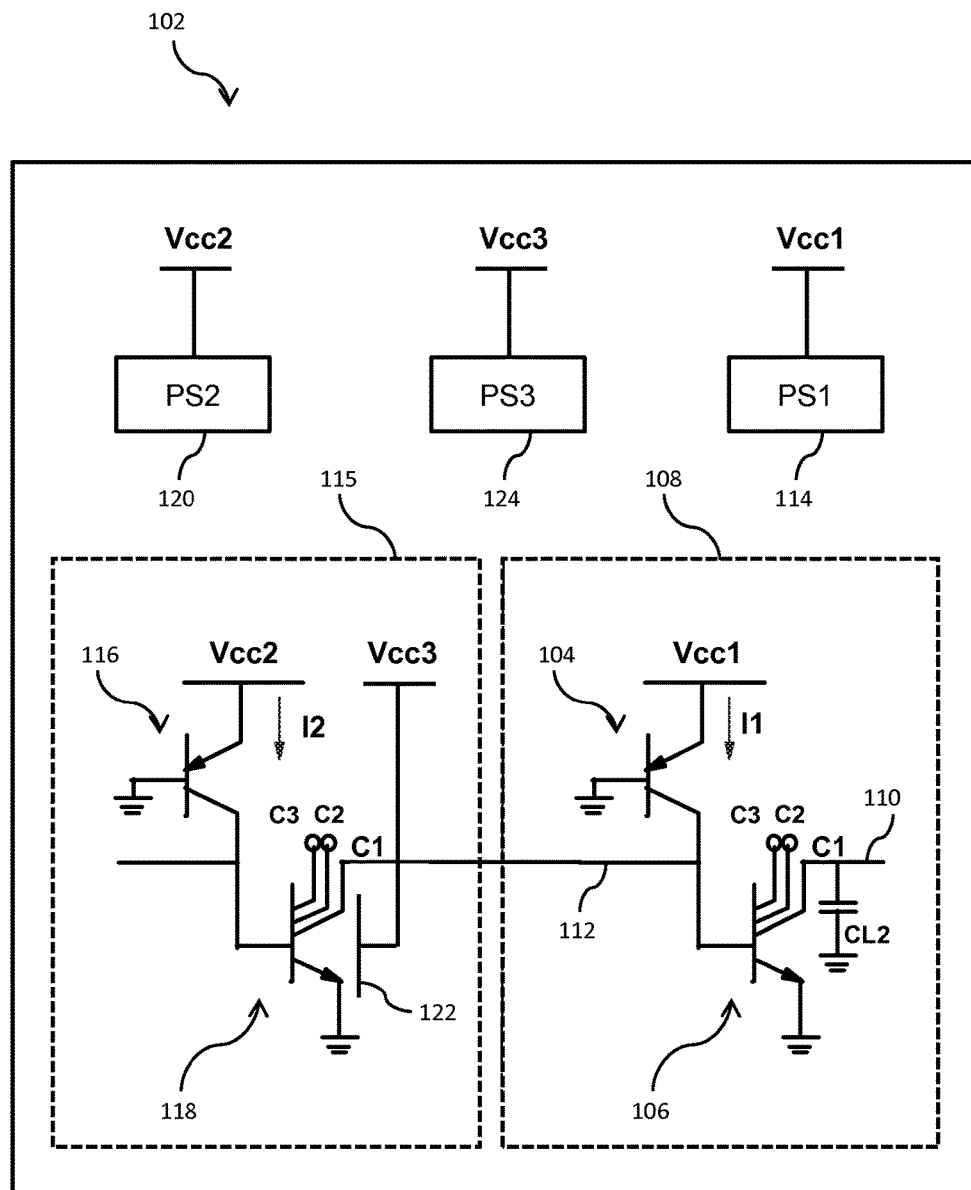 102
Vcc2 Vcc3 Vcc1
PS2 PS3 PS1
120 124 114
115 108
116 Vcc2 Vcc3 104 Vcc1
I2 I1
C3 C2 C1 C3 C2 C1 110
112 CL2
122
118 106